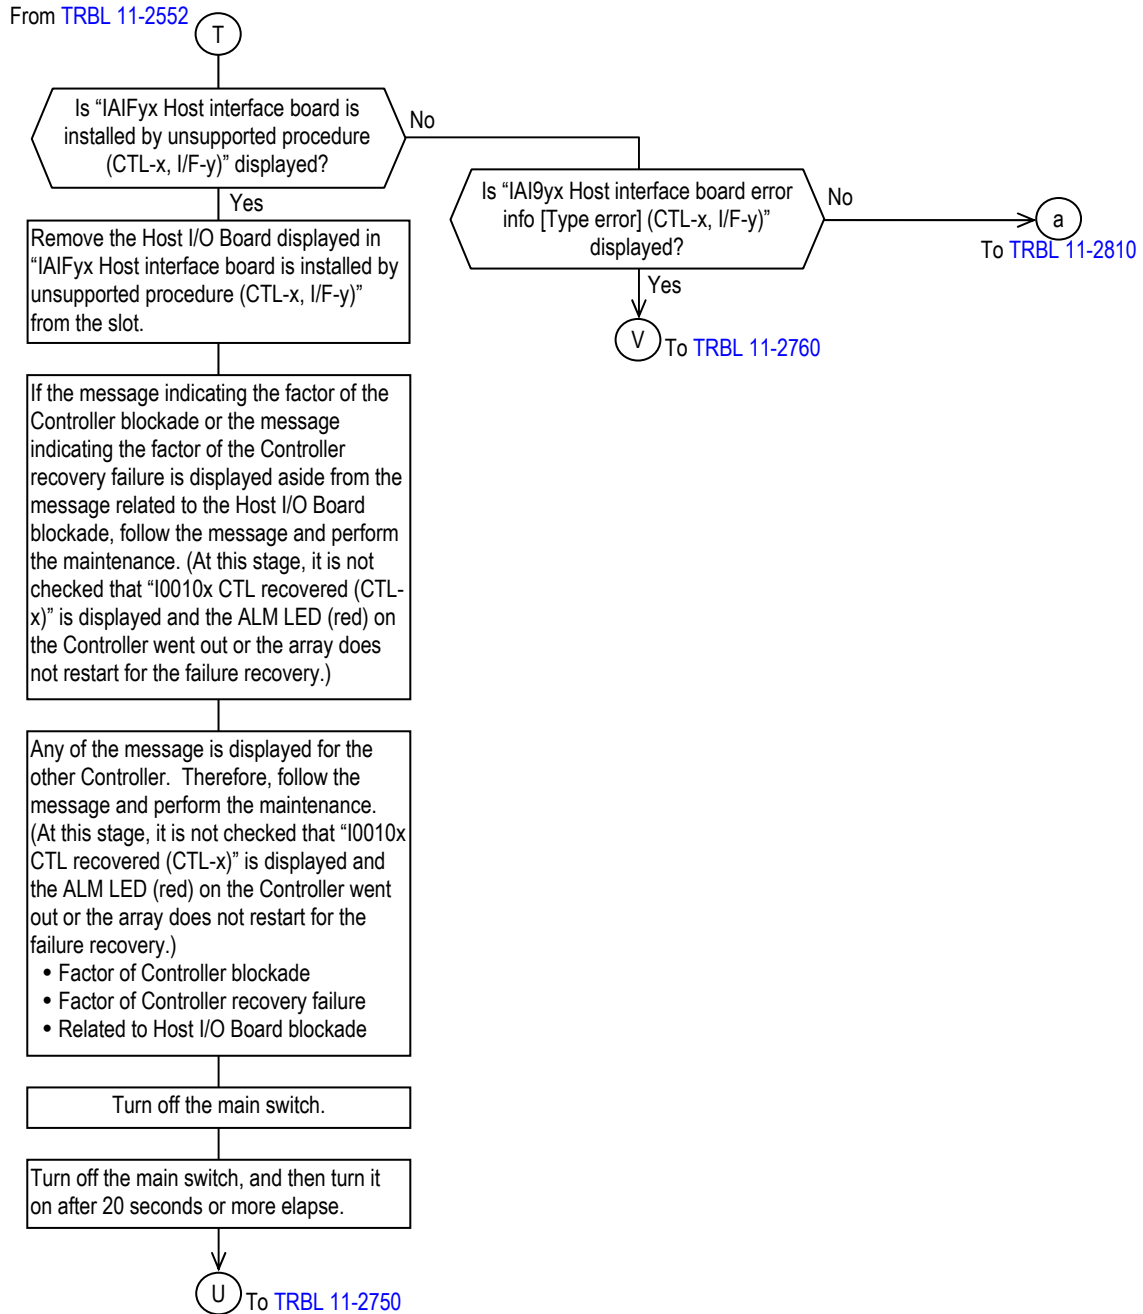 From TRBL 11-2552
T
Is “IAIFyx Host interface board is
installed by unsupported procedure
(CTL-x, I/F-y)” displayed?
No
Yes
Is “IAI9yx Host interface board error
info [Type error] (CTL-x, I/F-y)”
displayed?
No
a
To TRBL 11-2810
Yes
V
To TRBL 11-2760
Remove the Host I/O Board displayed in
“IAIFyx Host interface board is installed by
unsupported procedure (CTL-x, I/F-y)”
from the slot.
If the message indicating the factor of the
Controller blockade or the message
indicating the factor of the Controller
recovery failure is displayed aside from the
message related to the Host I/O Board
blockade, follow the message and perform
the maintenance. (At this stage, it is not
checked that “I0010x CTL recovered (CTL-
x)” is displayed and the ALM LED (red) on
the Controller went out or the array does
not restart for the failure recovery.)
Any of the message is displayed for the
other Controller.  Therefore, follow the
message and perform the maintenance.
(At this stage, it is not checked that “I0010x
CTL recovered (CTL-x)” is displayed and
the ALM LED (red) on the Controller went
out or the array does not restart for the
failure recovery.)
• Factor of Controller blockade
• Factor of Controller recovery failure
• Related to Host I/O Board blockade
Turn off the main switch.
Turn off the main switch, and then turn it
on after 20 seconds or more elapse.
U
To TRBL 11-2750